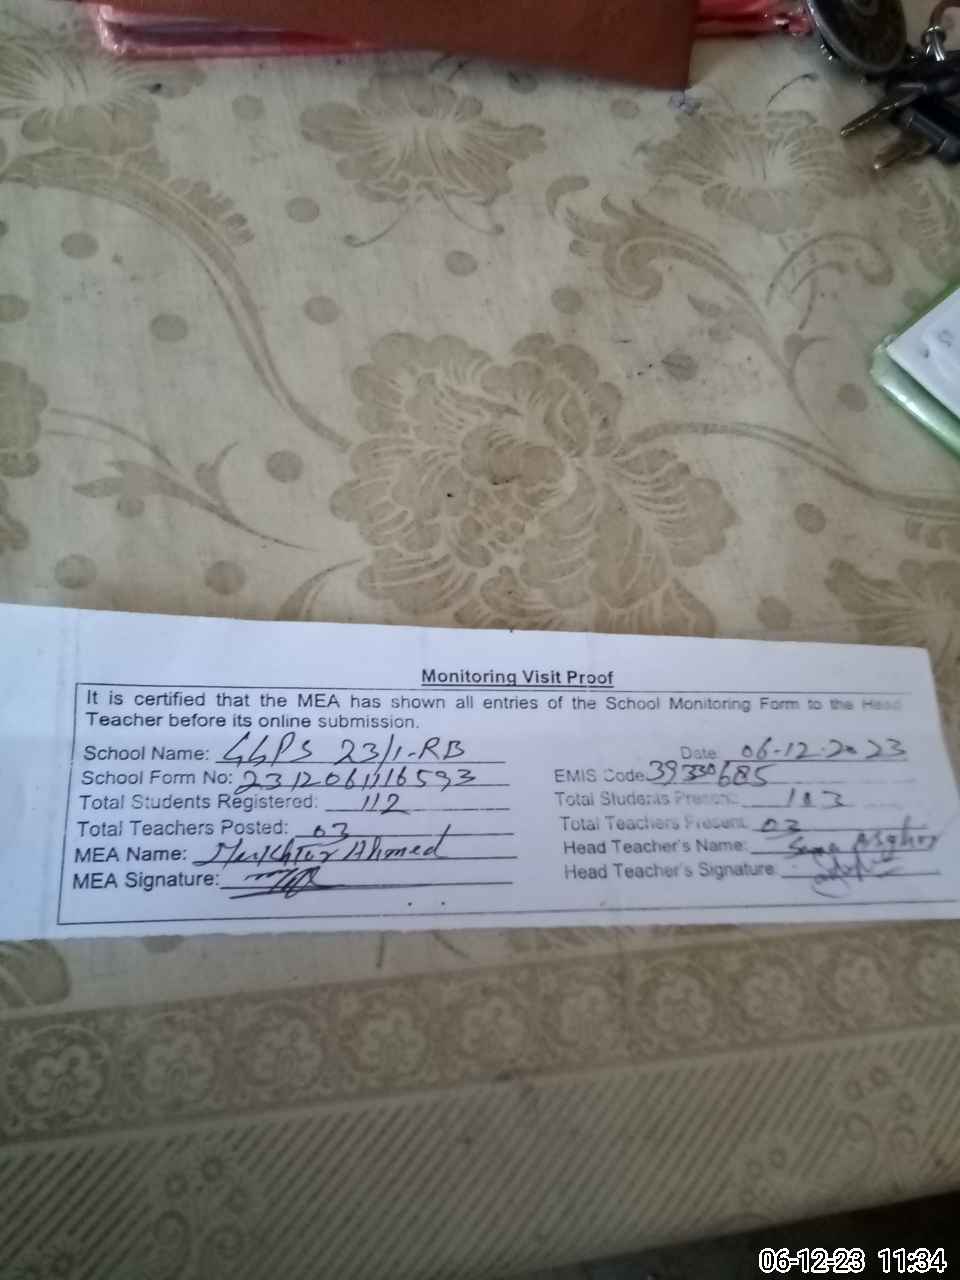 Monitoring Visit Proof
It is certified that the MEA has shown all entries of the School Monitoring Form to the Head
Teacher before its online submission.
School Name: GGPS 23/1-RB Date: 06-12-2023
School Form No: EMIS Code: 39330685
Total Students Registered: 112 Total Students Present: 103
Total Teachers Posted: 03 Total Teachers Present: 03
MEA Name: Ahmed Head Teacher's Name: Asghar
MEA Signature: Head Teacher's Signature:
06-12-23 11:34